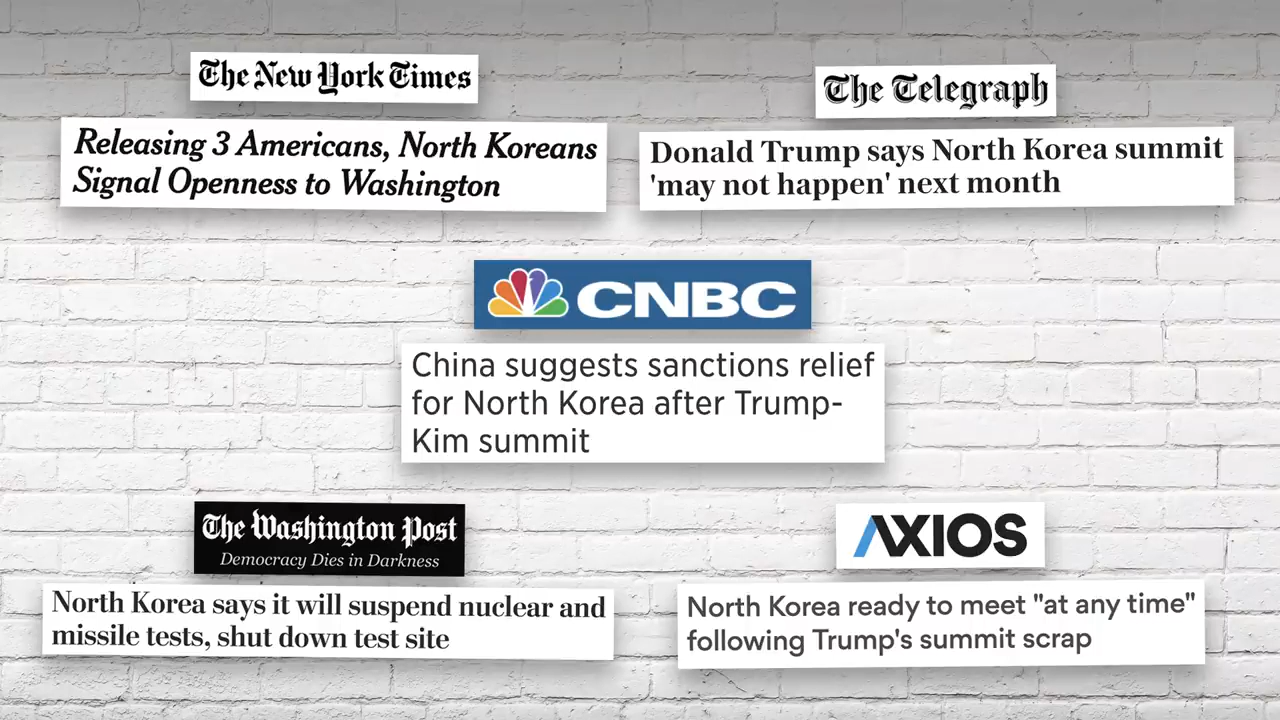 The New York Times
Releasing 3 Americans, North Koreans
Signal Openness to Washington
The Telegraph
Donald Trump says North Korea summit
'may not happen' next month
CNBC
China suggests sanctions relief
for North Korea after Trump-
Kim summit
The Washington Post
Democracy Dies in Darkness
North Korea says it will suspend nuclear and
missile tests, shut down test site
AXIOS
North Korea ready to meet "at any time"
following Trump's summit scrap